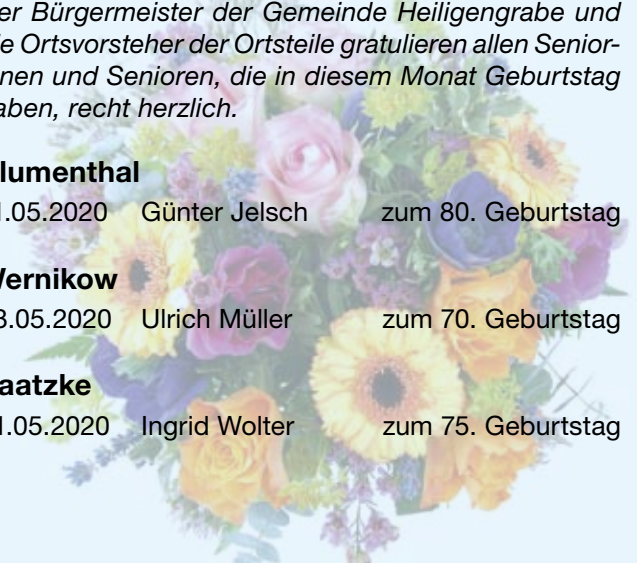 er Bürgermeister der Gemeinde Heiligengrabe und
e Ortsvorsteher der Ortsteile gratulieren allen Senior-
nen und Senioren, die in diesem Monat Geburtstag
aben, recht herzlich.
lumenthal
1.05.2020 Günter Jelsch zum 80. Geburtstag
Wernikow
3.05.2020 Ulrich Müller zum 70. Geburtstag
aatzke
1.05.2020 Ingrid Wolter zum 75. Geburtstag